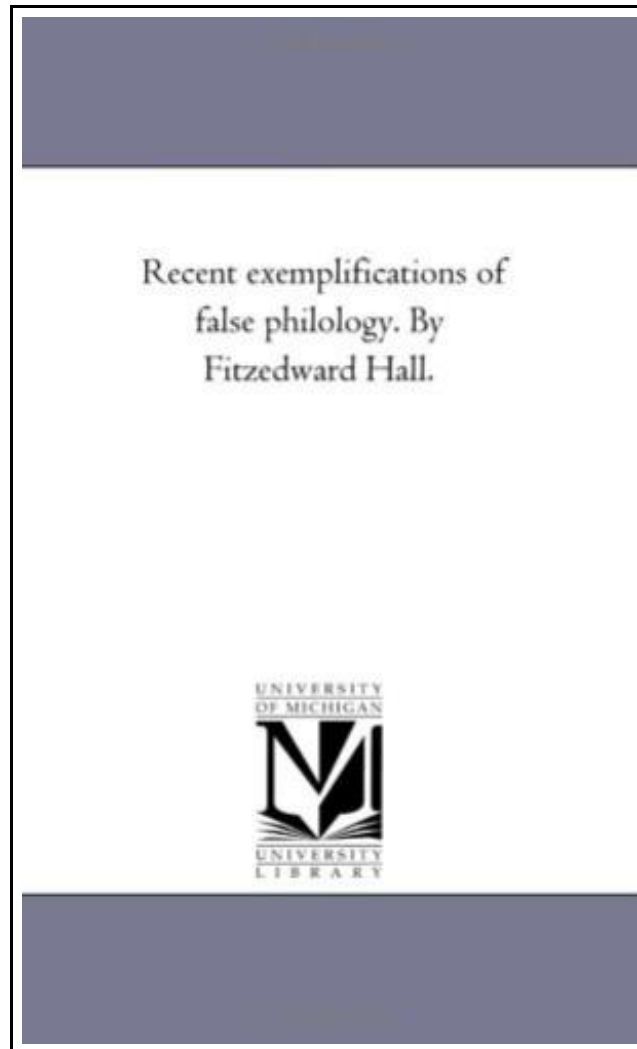 Recent exemplifications of
false philology. By
Fitzedward Hall.
UNIVERSITY
OF MICHIGAN
UNIVERSITY
LIBRARY